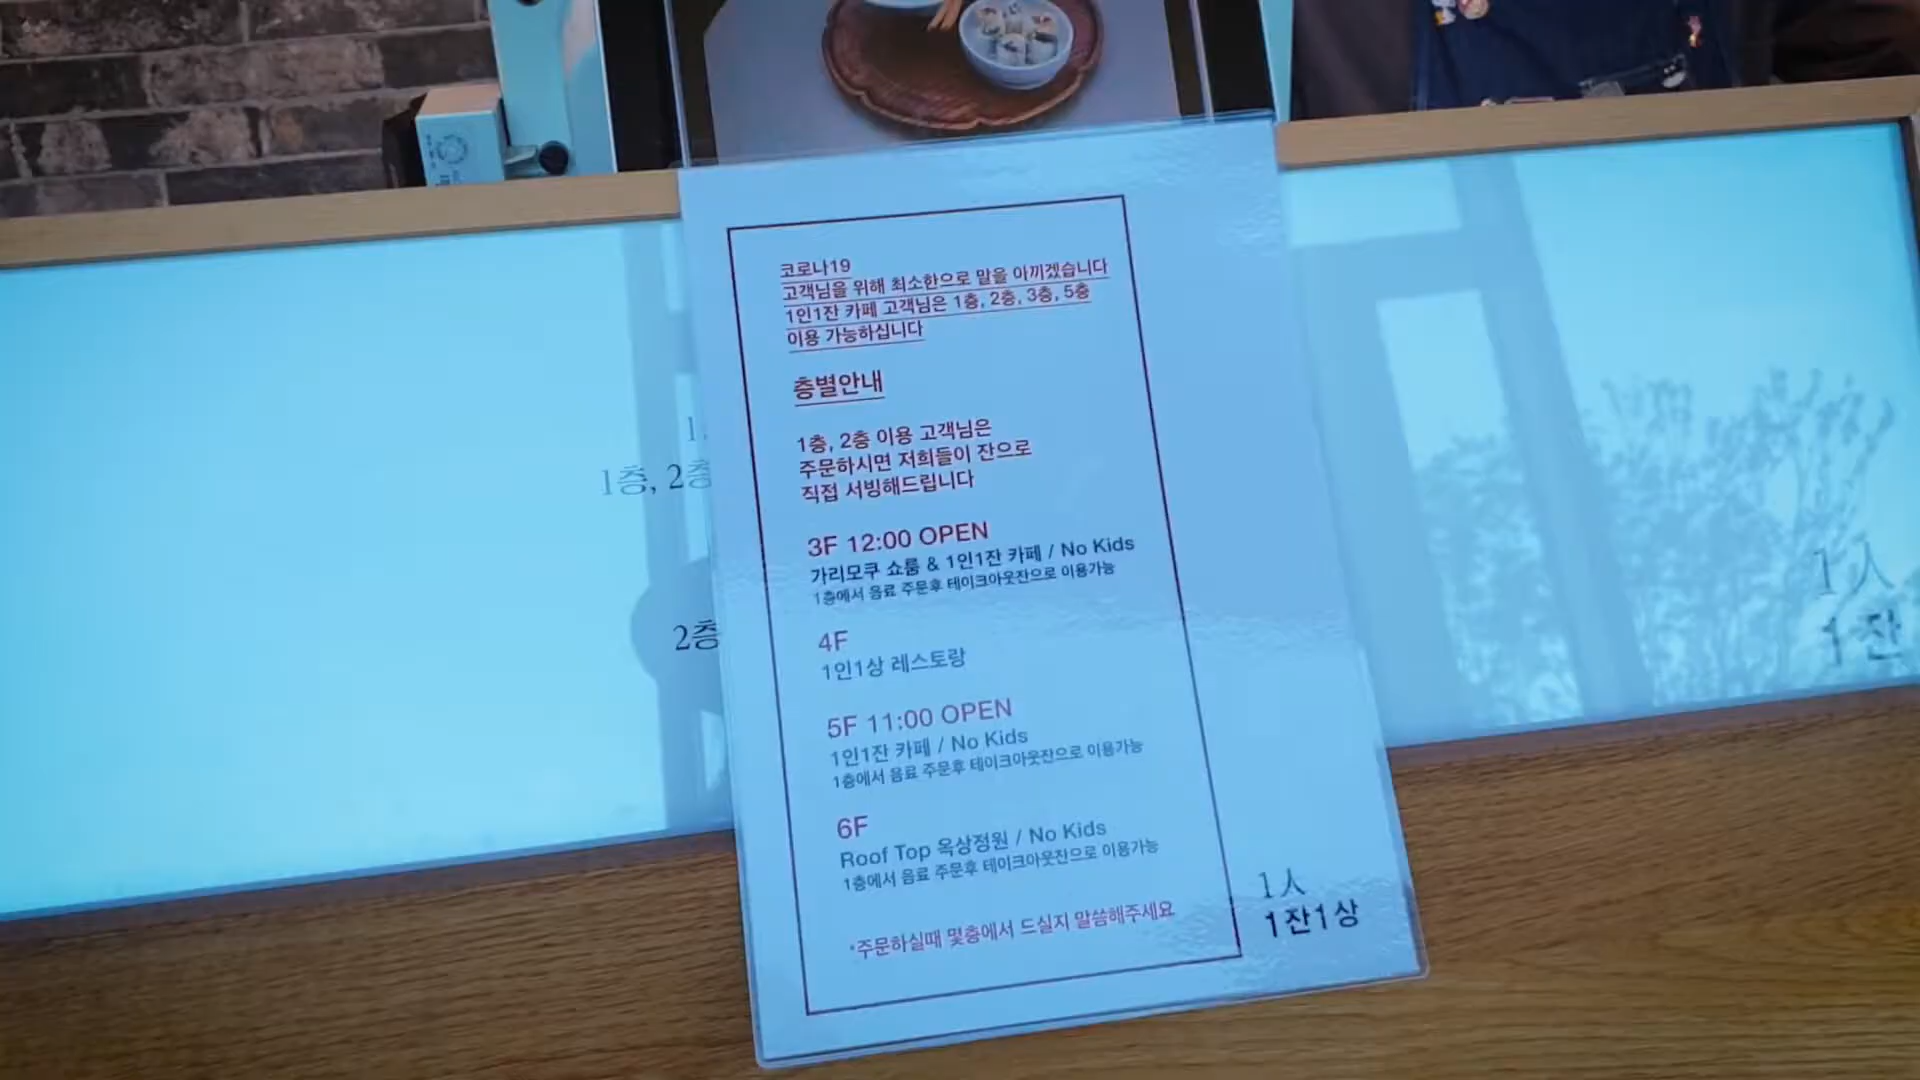 코로나19
고객님을 위해 최소한으로 말을 아끼겠습니다
1인1잔 카페 고객님은 1층, 2층, 3층, 5층
이용 가능하십니다
층별안내
1층, 2층 이용 고객님은
주문하시면 저희들이 잔으로
직접 서빙해드립니다
3F 12:00 OPEN
가리모쿠 쇼룸 & 1인1잔 카페 / No Kids
1층에서 음료 주문후 테이크아웃잔으로 이용가능
4F
1인1상 레스토랑
5F 11:00 OPEN
1인1잔 카페 / No Kids
1층에서 음료 주문후 테이크아웃잔으로 이용가능
6F
Roof Top 옥상정원 / No Kids
1층에서 음료 주문후 테이크아웃잔으로 이용가능
*주문하실때 몇층에서 드실지 말씀해주세요
1人
1잔1상
1층, 2층
2층
1人
1잔